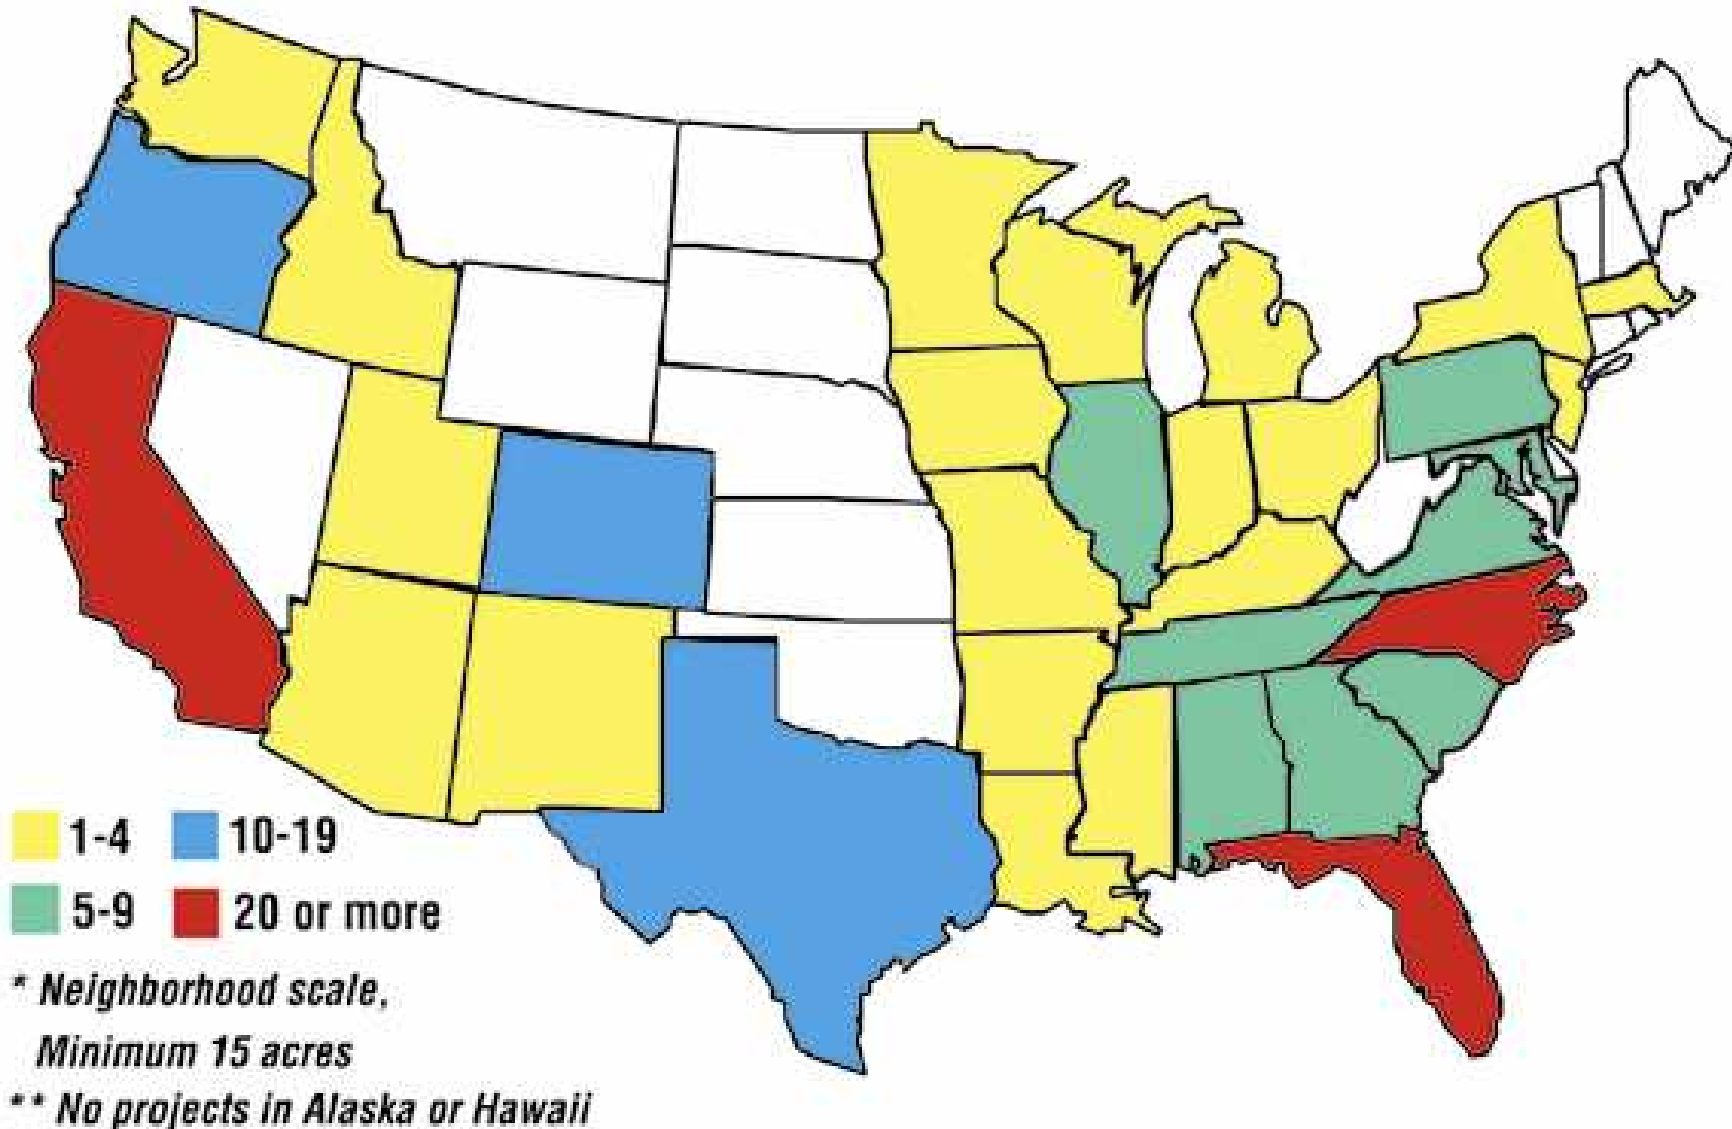 1-4 10-19
5-9 20 or more
* Neighborhood scale,
Minimum 15 acres
** No projects in Alaska or Hawaii